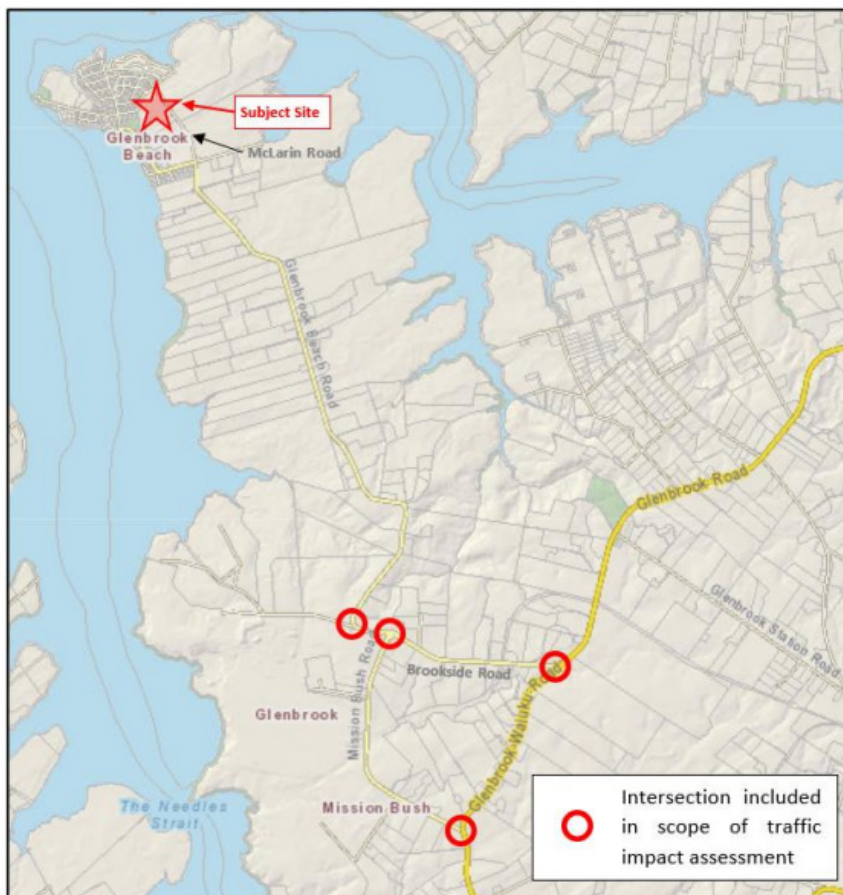 Subject Site
Glenbrook
Beach
McLarin Road
Glenbrook Beach Road
Glenbrook Road
Glenbrook Station Road
Mission Bush Road
Brookside Road
Glenbrook-Waiuku Road
Glenbrook
Mission Bush
The Needles
Strait
Intersection included
in scope of traffic
impact assessment